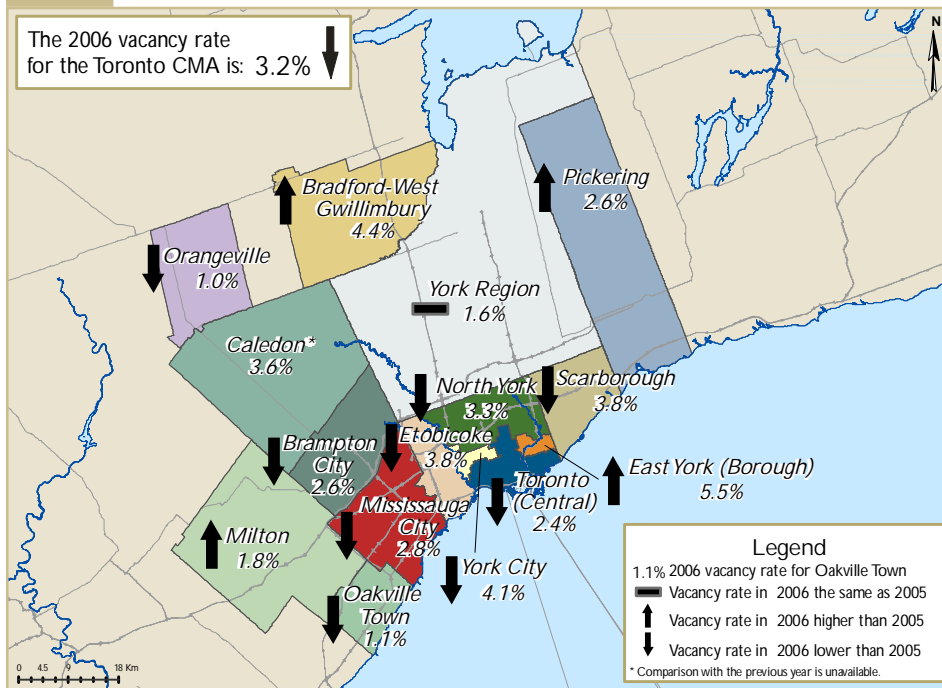 The 2006 vacancy rate
for the Toronto CMA is: 3.2%
N
Bradford-West
Gwillimbury
4.4%
Pickering
2.6%
Orangeville
1.0%
York Region
1.6%
Caledon*
3.6%
North York
3.3%
Scarborough
3.8%
Etobicoke
3.8%
Brampton
City
2.6%
East York (Borough)
5.5%
Toronto
(Central)
2.4%
Mississauga
City
2.8%
Milton
1.8%
York City
4.1%
Oakville
Town
1.1%
Legend
1.1% 2006 vacancy rate for Oakville Town
Vacancy rate in 2006 the same as 2005
Vacancy rate in 2006 higher than 2005
Vacancy rate in 2006 lower than 2005
* Comparison with the previous year is unavailable.
0 4.5 9 18 Km